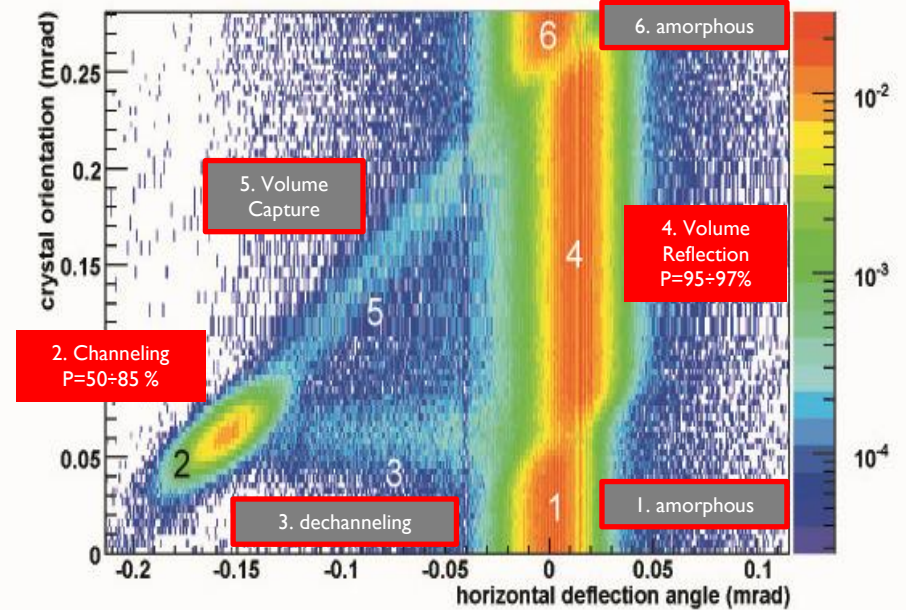 6. amorphous
6
crystal orientation (mrad)
0.25
0.2
0.15
0.05
0
5. Volume
Capture
4. Volume
Reflection
P=95÷97%
4
5
2. Channeling
P=50÷85 %
2
3
1
3. dechanneling
1. amorphous
-0.2
-0.15
-0.1
-0.05
0
0.05
0.1
horizontal deflection angle (mrad)
10-2
10-3
10-4